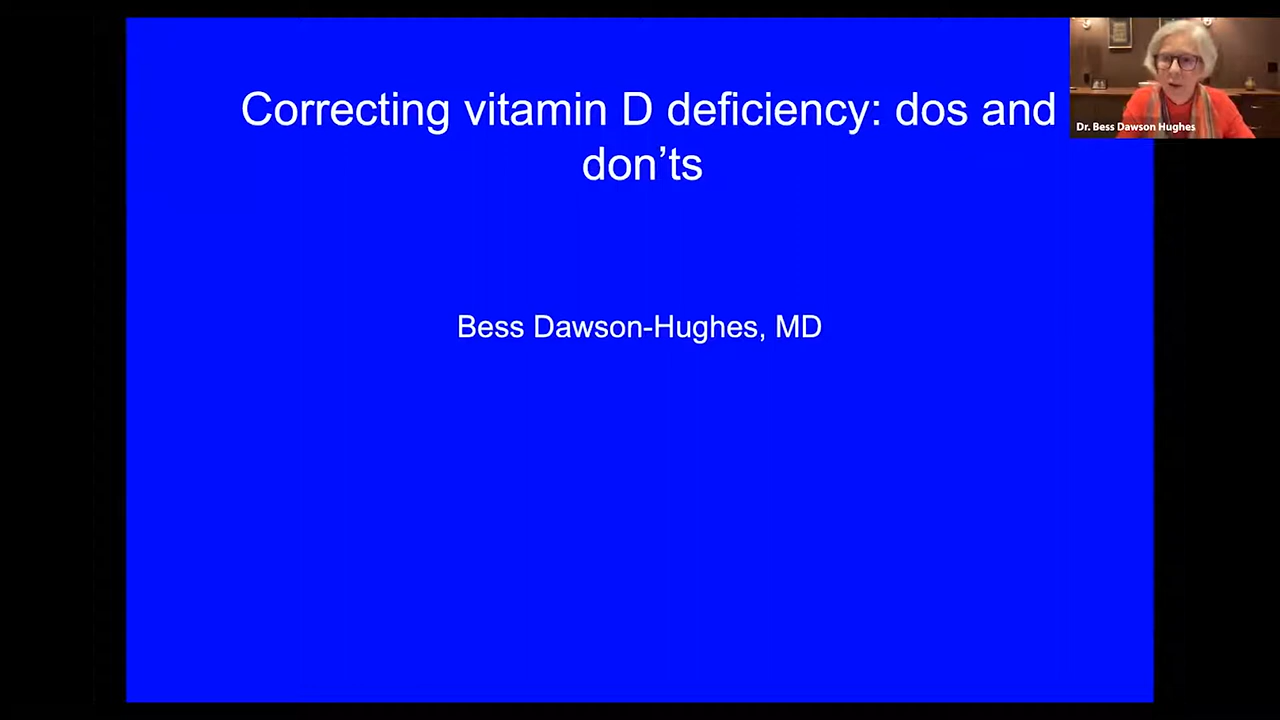 Correcting vitamin D deficiency: dos and
don’ts
Bess Dawson-Hughes, MD
Dr. Bess Dawson Hughes